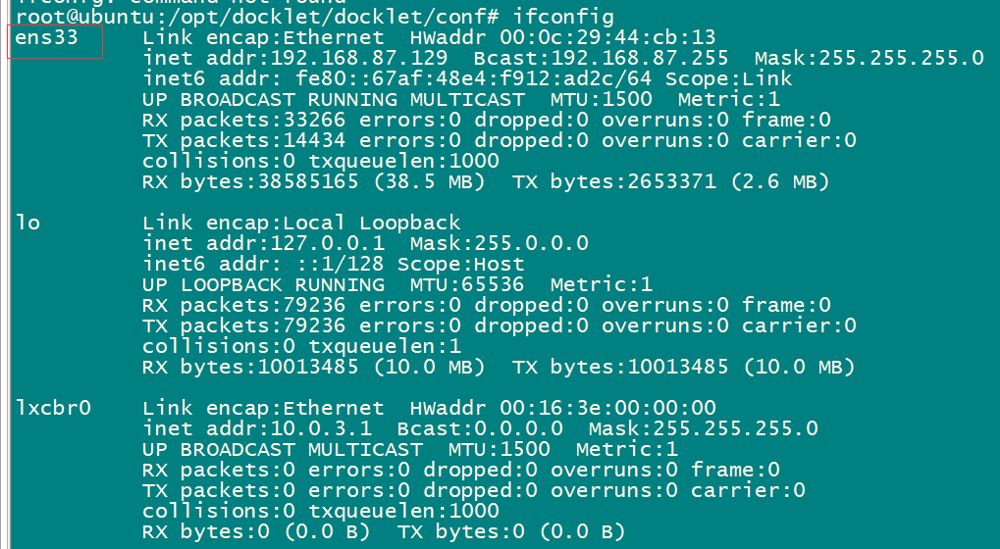 command not found
root@ubuntu:/opt/docklet/docklet/conf# ifconfig
ens33     Link encap:Ethernet  HWaddr 00:0c:29:44:cb:13
          inet addr:192.168.87.129  Bcast:192.168.87.255  Mask:255.255.255.0
          inet6 addr: fe80::67af:48e4:f912:ad2c/64 Scope:Link
          UP BROADCAST RUNNING MULTICAST  MTU:1500  Metric:1
          RX packets:33266 errors:0 dropped:0 overruns:0 frame:0
          TX packets:14434 errors:0 dropped:0 overruns:0 carrier:0
          collisions:0 txqueuelen:1000
          RX bytes:38585165 (38.5 MB)  TX bytes:2653371 (2.6 MB)

lo        Link encap:Local Loopback
          inet addr:127.0.0.1  Mask:255.0.0.0
          inet6 addr: ::1/128 Scope:Host
          UP LOOPBACK RUNNING  MTU:65536  Metric:1
          RX packets:79236 errors:0 dropped:0 overruns:0 frame:0
          TX packets:79236 errors:0 dropped:0 overruns:0 carrier:0
          collisions:0 txqueuelen:1
          RX bytes:10013485 (10.0 MB)  TX bytes:10013485 (10.0 MB)

lxcbr0    Link encap:Ethernet  HWaddr 00:16:3e:00:00:00
          inet addr:10.0.3.1  Bcast:0.0.0.0  Mask:255.255.255.0
          UP BROADCAST MULTICAST  MTU:1500  Metric:1
          RX packets:0 errors:0 dropped:0 overruns:0 frame:0
          TX packets:0 errors:0 dropped:0 overruns:0 carrier:0
          collisions:0 txqueuelen:1000
          RX bytes:0 (0.0 B)  TX bytes:0 (0.0 B)